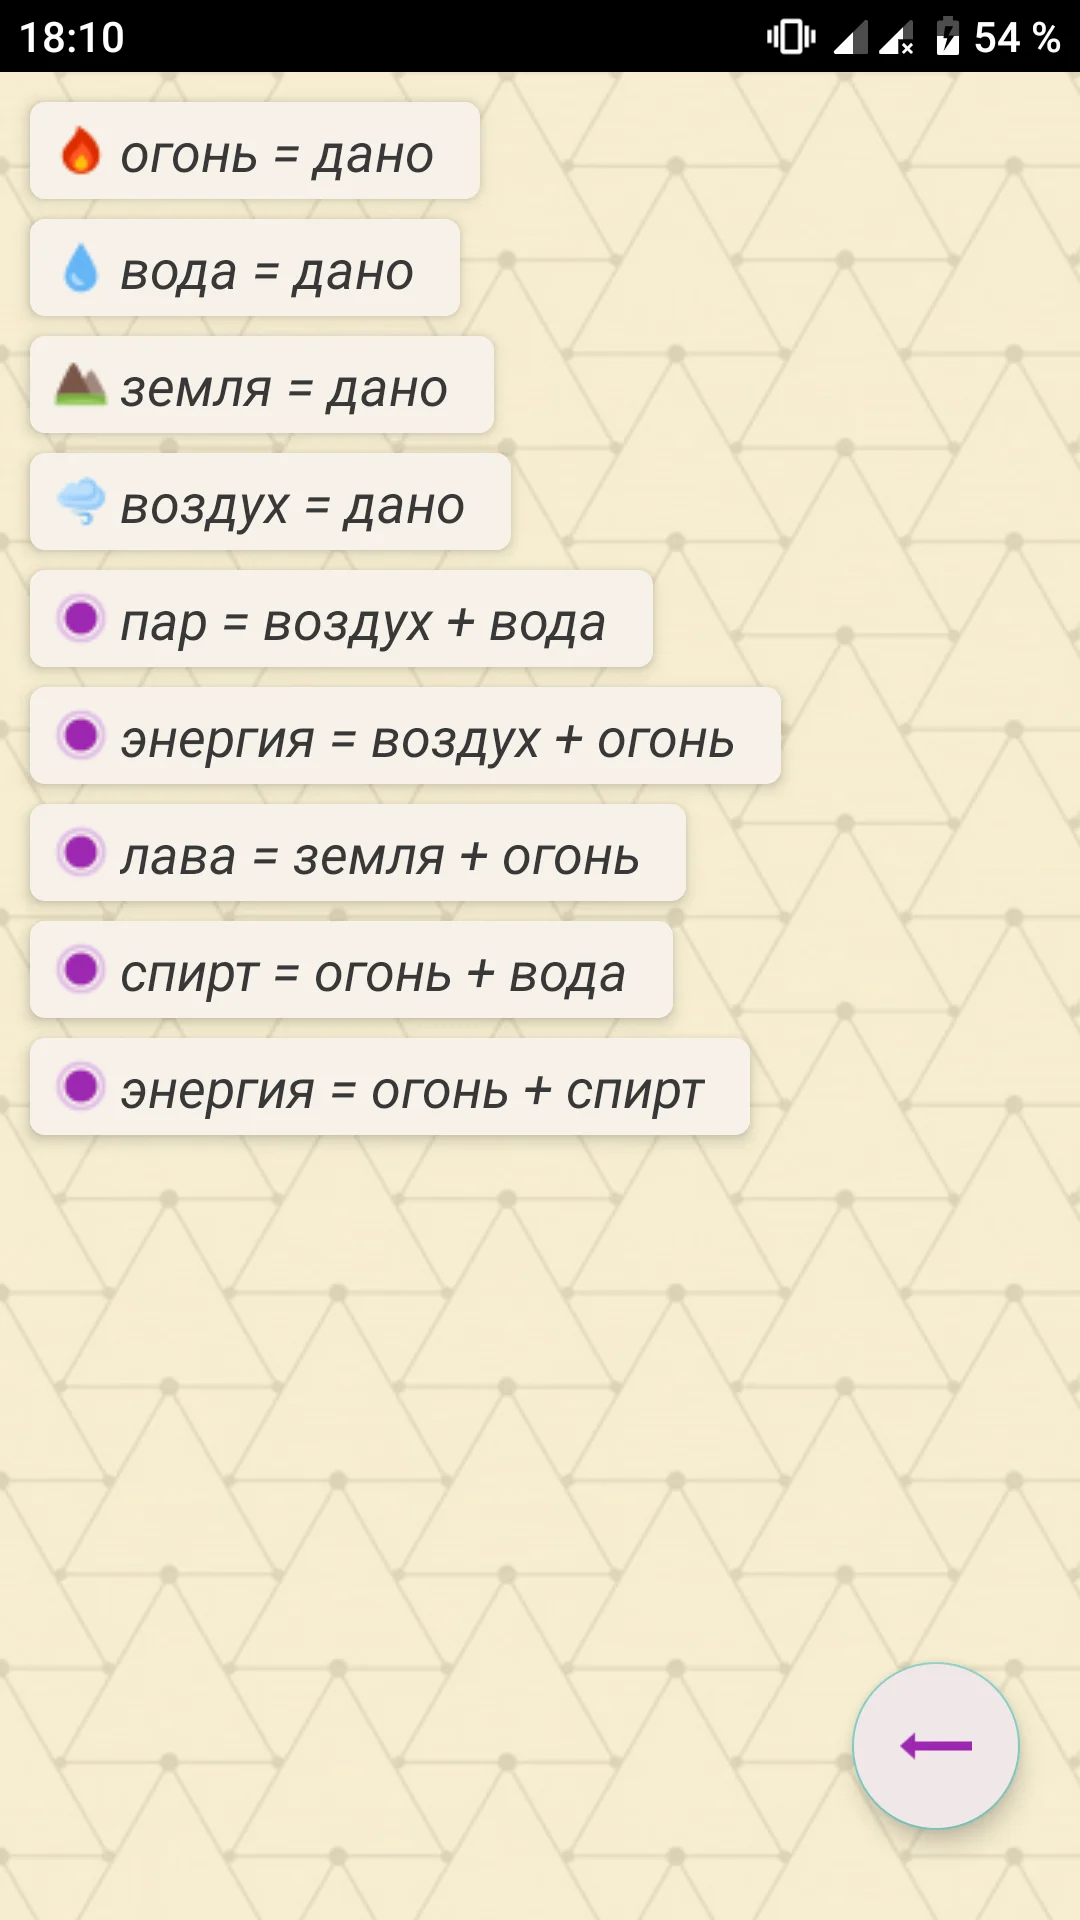 18:10 54 %
огонь = дано
вода = дано
земля = дано
воздух = дано
пар = воздух + вода
энергия = воздух + огонь
лава = земля + огонь
спирт = огонь + вода
энергия = огонь + спирт